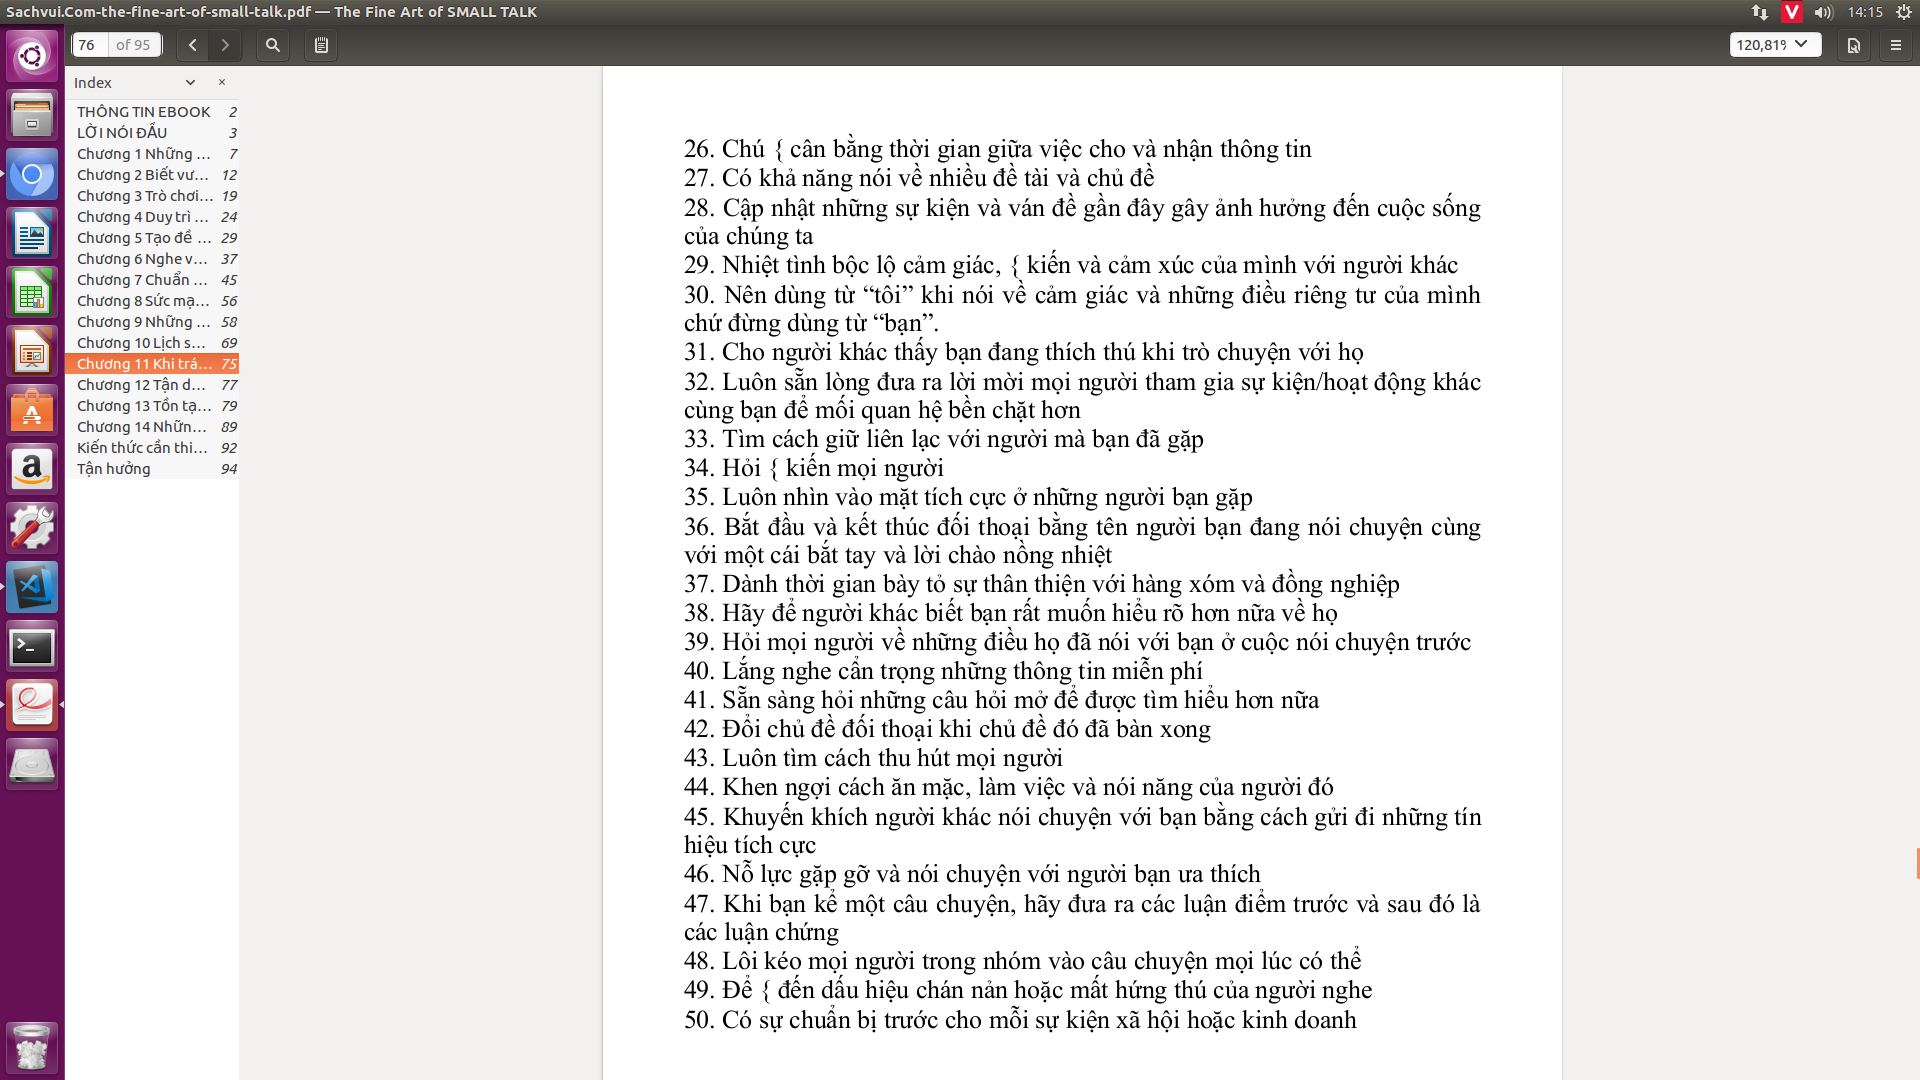 Sachvui.Com-the-fine-art-of-small-talk.pdf — The Fine Art of SMALL TALK
V
14:15
76 of 95
120,81%
Index
THÔNG TIN EBOOK 2
LỜI NÓI ĐẦU 3
Chương 1 Những ... 7
Chương 2 Biết vư... 12
Chương 3 Trò chơi... 19
Chương 4 Duy trì ... 24
Chương 5 Tạo đề ... 29
Chương 6 Nghe v... 37
Chương 7 Chuẩn ... 45
Chương 8 Sức mạ... 56
Chương 9 Những ... 58
Chương 10 Lịch s... 69
Chương 11 Khi trá... 75
Chương 12 Tận d... 77
Chương 13 Tồn tạ... 79
Chương 14 Nhữn... 89
Kiến thức cần thi... 92
Tận hưởng 94
26. Chú { cân bằng thời gian giữa việc cho và nhận thông tin
27. Có khả năng nói về nhiều đề tài và chủ đề
28. Cập nhật những sự kiện và ván đề gần đây gây ảnh hưởng đến cuộc sống
của chúng ta
29. Nhiệt tình bộc lộ cảm giác, { kiến và cảm xúc của mình với người khác
30. Nên dùng từ “tôi” khi nói về cảm giác và những điều riêng tư của mình
chứ đừng dùng từ “bạn”.
31. Cho người khác thấy bạn đang thích thú khi trò chuyện với họ
32. Luôn sẵn lòng đưa ra lời mời mọi người tham gia sự kiện/hoạt động khác
cùng bạn để mối quan hệ bền chặt hơn
33. Tìm cách giữ liên lạc với người mà bạn đã gặp
34. Hỏi { kiến mọi người
35. Luôn nhìn vào mặt tích cực ở những người bạn gặp
36. Bắt đầu và kết thúc đối thoại bằng tên người bạn đang nói chuyện cùng
với một cái bắt tay và lời chào nồng nhiệt
37. Dành thời gian bày tỏ sự thân thiện với hàng xóm và đồng nghiệp
38. Hãy để người khác biết bạn rất muốn hiểu rõ hơn nữa về họ
39. Hỏi mọi người về những điều họ đã nói với bạn ở cuộc nói chuyện trước
40. Lắng nghe cẩn trọng những thông tin miễn phí
41. Sẵn sàng hỏi những câu hỏi mở để được tìm hiểu hơn nữa
42. Đổi chủ đề đối thoại khi chủ đề đó đã bàn xong
43. Luôn tìm cách thu hút mọi người
44. Khen ngợi cách ăn mặc, làm việc và nói năng của người đó
45. Khuyến khích người khác nói chuyện với bạn bằng cách gửi đi những tín
hiệu tích cực
46. Nỗ lực gặp gỡ và nói chuyện với người bạn ưa thích
47. Khi bạn kể một câu chuyện, hãy đưa ra các luận điểm trước và sau đó là
các luận chứng
48. Lôi kéo mọi người trong nhóm vào câu chuyện mọi lúc có thể
49. Để { đến dấu hiệu chán nản hoặc mất hứng thú của người nghe
50. Có sự chuẩn bị trước cho mỗi sự kiện xã hội hoặc kinh doanh